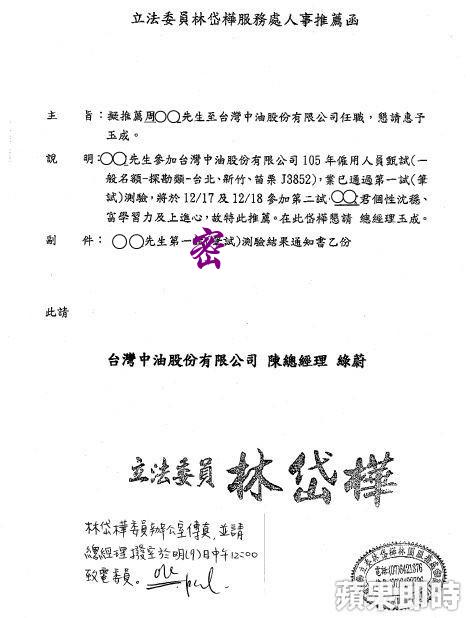 立法委員林岱樺服務處人事推薦函
主 旨：擬推薦周○○先生至台灣中油股份有限公司任職，懇請惠予
玉成。
說 明：○○先生參加台灣中油股份有限公司105年僱用人員甄試(一
般名額-探勘類-台北、新竹、苗栗J3852)，業已通過第一試(筆
試)測驗，將於12/17及12/18參加第二試，○○君個性沈穩、
富學習力及上進心，故特此推薦。在此岱樺懇請 總經理玉成。
副 件：○○先生第一試(筆試)測驗結果通知書乙份
密
此請
台灣中油股份有限公司 陳總經理 綠蔚
立法委員 林岱樺
林岱樺委員辦公室傳真，並請
總經理撥空於明(9)日中午12:00
致電委員。
蘋果即時